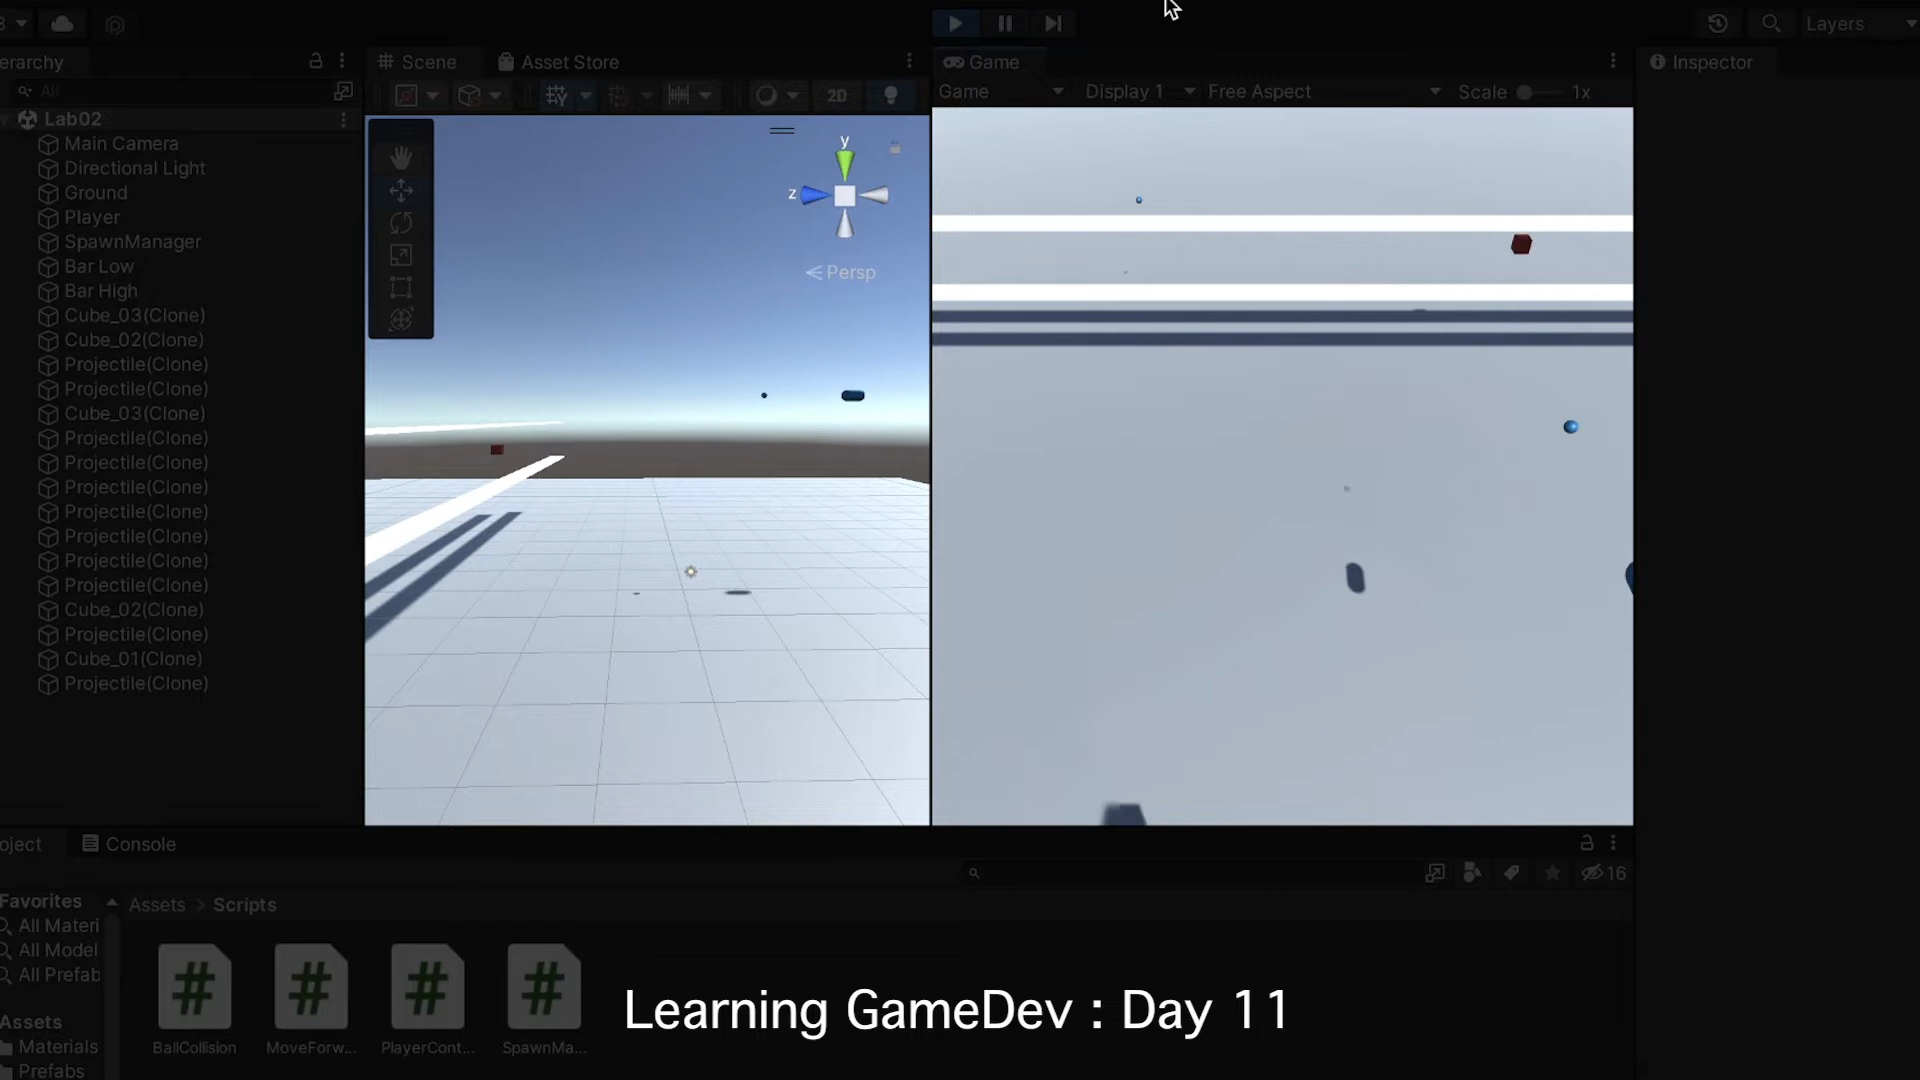 Layers
erarchy
Scene
Asset Store
Game
Inspector
All
2D
Game
Display 1
Free Aspect
Scale
1x
Lab02
Main Camera
Directional Light
Ground
Player
SpawnManager
Bar Low
Bar High
Cube_03(Clone)
Cube_02(Clone)
Projectile(Clone)
Projectile(Clone)
Cube_03(Clone)
Projectile(Clone)
Projectile(Clone)
Projectile(Clone)
Projectile(Clone)
Projectile(Clone)
Projectile(Clone)
Projectile(Clone)
Cube_02(Clone)
Projectile(Clone)
Cube_01(Clone)
Projectile(Clone)
y
z
Persp
oject
Console
16
Favorites
All Materi
All Model
All Prefab
Assets
Materials
Prefabs
Assets > Scripts
#
#
#
#
BallCollision
MoveForw...
PlayerCont...
SpawnMa...
Learning GameDev : Day 11